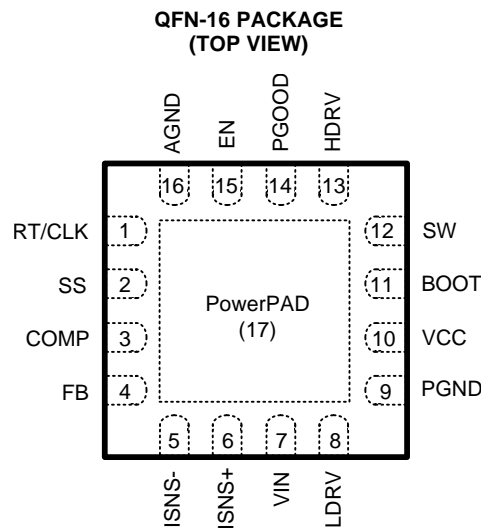 QFN-16 PACKAGE
(TOP VIEW)
AGND
EN
PGOOD
HDRV
16
15
14
13
RT/CLK 1
12 SW
SS 2
11 BOOT
PowerPAD
(17)
COMP 3
10 VCC
FB 4
9 PGND
5
6
7
8
ISNS-
ISNS+
VIN
LDRV